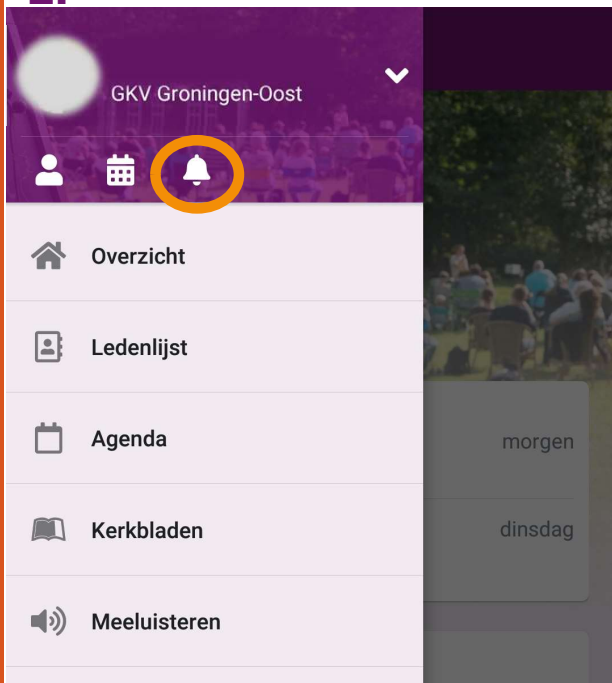 GKV Groningen-Oost
Overzicht
Ledenlijst
Agenda
morgen
Kerkbladen
dinsdag
Meeluisteren